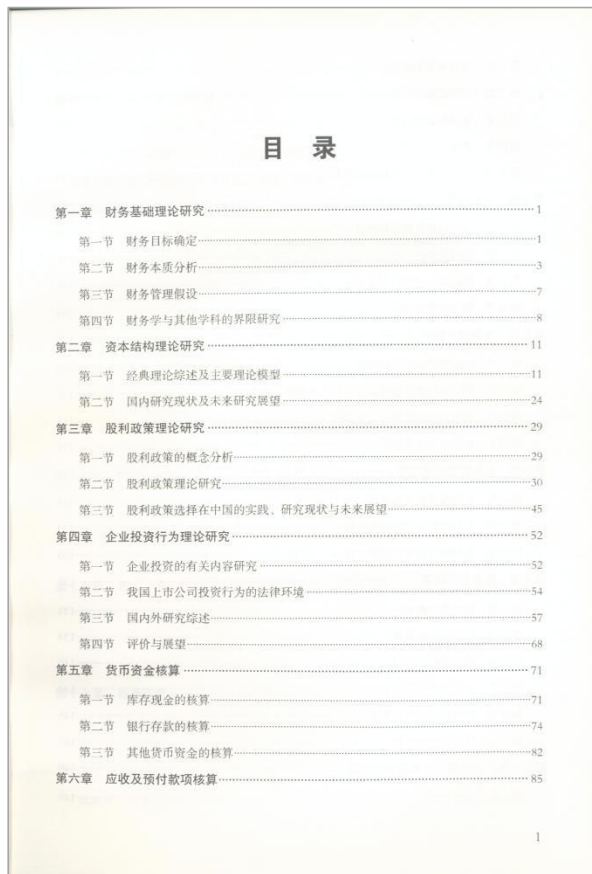 目 录
第一章 财务基础理论研究 1
第一节 财务目标确定 1
第二节 财务本质分析 3
第三节 财务管理假设 7
第四节 财务学与其他学科的界限研究 8
第二章 资本结构理论研究 11
第一节 经典理论综述及主要理论模型 11
第二节 国内研究现状及未来研究展望 24
第三章 股利政策理论研究 29
第一节 股利政策的概念分析 29
第二节 股利政策理论研究 30
第三节 股利政策选择在中国的实践、研究现状与未来展望 45
第四章 企业投资行为理论研究 52
第一节 企业投资的有关内容研究 52
第二节 我国上市公司投资行为的法律环境 54
第三节 国内外研究综述 57
第四节 评价与展望 68
第五章 货币资金核算 71
第一节 库存现金的核算 71
第二节 银行存款的核算 74
第三节 其他货币资金的核算 82
第六章 应收及预付款项核算 85
1